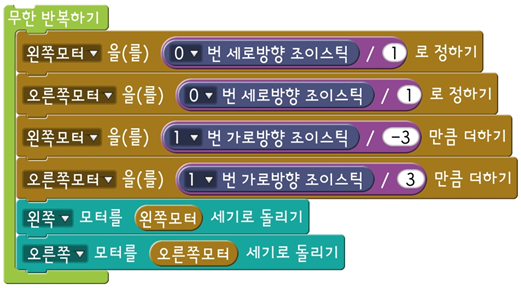 무한 반복하기
왼쪽모터 을(를) 0 번 세로방향 조이스틱 / 1 로 정하기
오른쪽모터 을(를) 0 번 세로방향 조이스틱 / 1 로 정하기
왼쪽모터 을(를) 1 번 가로방향 조이스틱 / -3 만큼 더하기
오른쪽모터 을(를) 1 번 가로방향 조이스틱 / 3 만큼 더하기
왼쪽 모터를 왼쪽모터 세기로 돌리기
오른쪽 모터를 오른쪽모터 세기로 돌리기